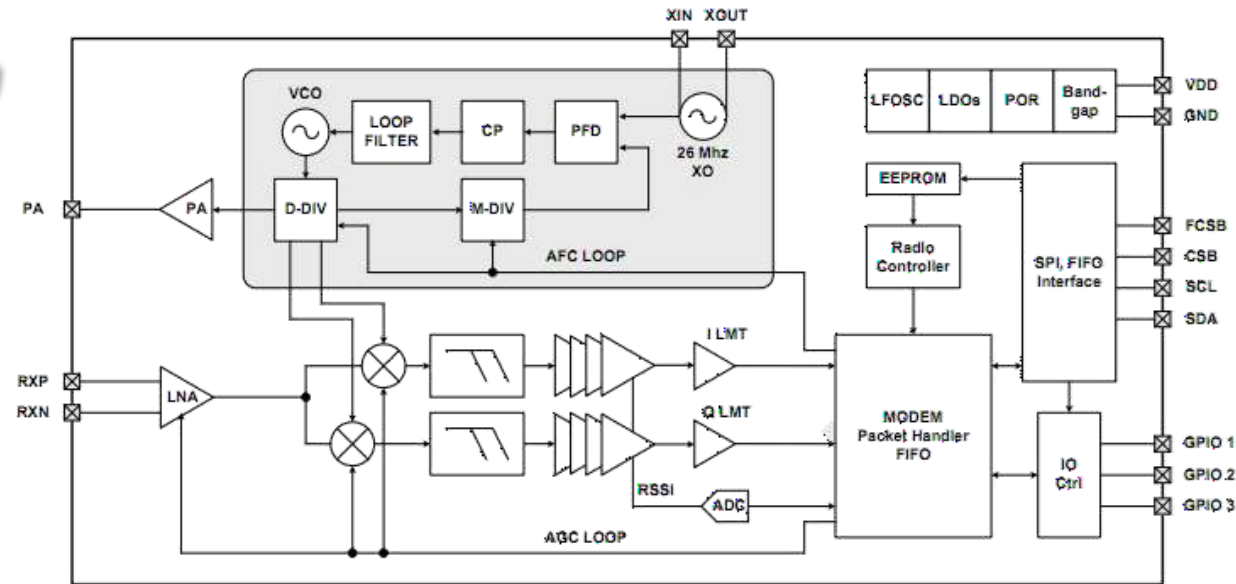 XIN XOUT
VCO
LOOP
FILTER
CP
PFD
26 Mhz
XO
LFOSC
LDOs
POR
Band-
gap
VDD
GND
PA
PA
D-DIV
M-DIV
AFC LOOP
EEPROM
Radio
Controller
SPI, FIFO
Interface
FCSB
CSB
SCL
SDA
RXP
RXN
LNA
I LMT
Q LMT
RSSI
ADC
AGC LOOP
MODEM
Packet Handler
FIFO
IO
Ctrl
GPIO 1
GPIO 2
GPIO 3